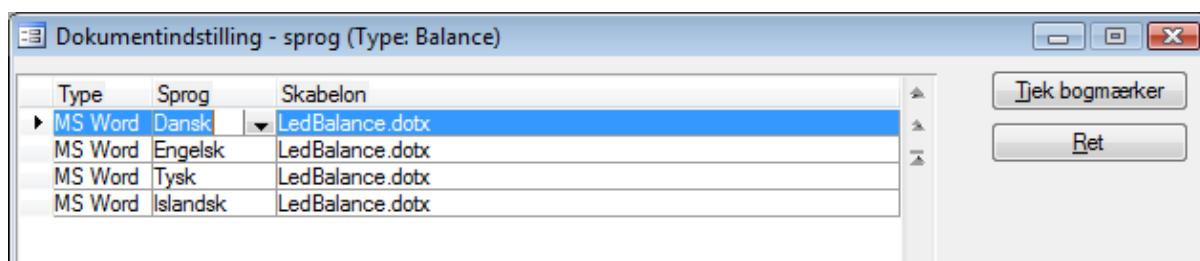 Dokumentindstilling - sprog (Type: Balance)
Type Sprog Skabelon
MS Word Dansk LedBalance.dotx
MS Word Engelsk LedBalance.dotx
MS Word Tysk LedBalance.dotx
MS Word Islandsk LedBalance.dotx
Tjek bogmærker
Ret